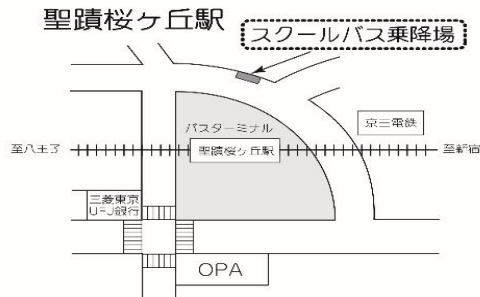 聖蹟桜ヶ丘駅
スクールバス乗降場
バスターミナル
京王電鉄
至八王子
聖蹟桜ヶ丘駅
至新宿
三菱東京
UFJ銀行
OPA